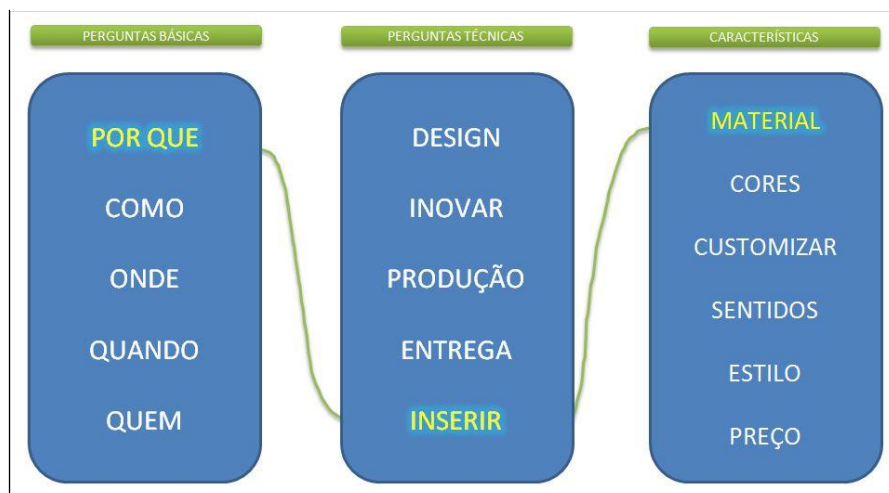 PERGUNTAS BÁSICAS
POR QUE
COMO
ONDE
QUANDO
QUEM
PERGUNTAS TÉCNICAS
DESIGN
INOVAR
PRODUÇÃO
ENTREGA
INSERIR
CARACTERÍSTICAS
MATERIAL
CORES
CUSTOMIZAR
SENTIDOS
ESTILO
PREÇO